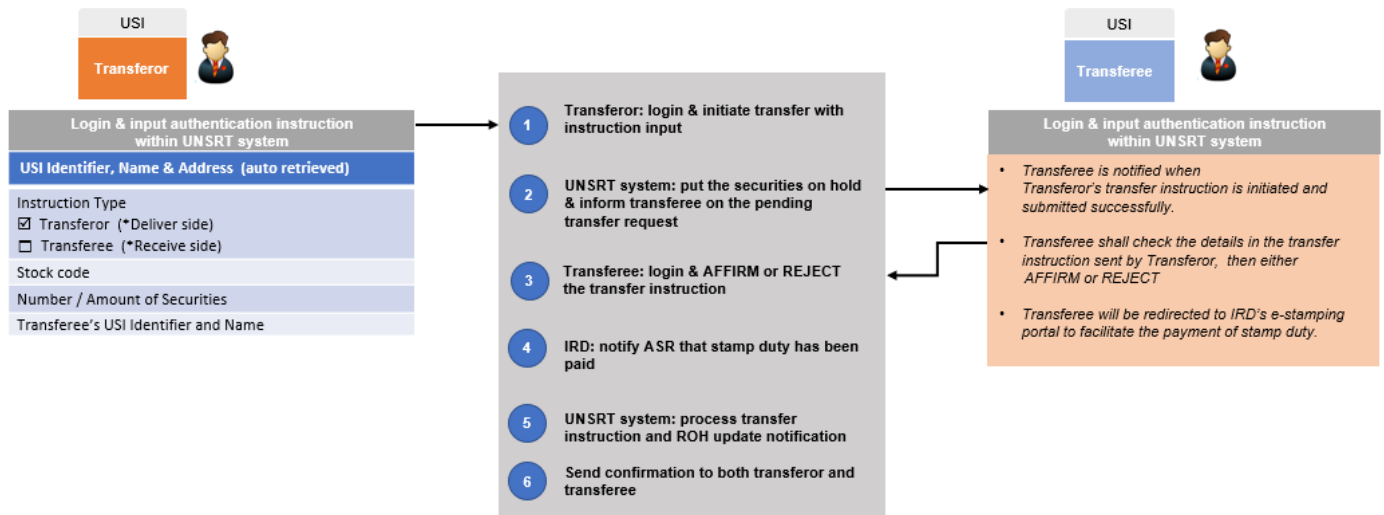 USI
Transferor
Login & input authentication instruction
within UNSRT system
USI Identifier, Name & Address (auto retrieved)
Instruction Type
☑ Transferor (*Deliver side)
☐ Transferee (*Receive side)
Stock code
Number / Amount of Securities
Transferee's USI Identifier and Name
1
Transferor: login & initiate transfer with
instruction input
2
UNSRT system: put the securities on hold
& inform transferee on the pending
transfer request
3
Transferee: login & AFFIRM or REJECT
the transfer instruction
4
IRD: notify ASR that stamp duty has been
paid
5
UNSRT system: process transfer
instruction and ROH update notification
6
Send confirmation to both transferor and
transferee
USI
Transferee
Login & input authentication instruction
within UNSRT system
• Transferee is notified when
Transferor's transfer instruction is initiated and
submitted successfully.
• Transferee shall check the details in the transfer
instruction sent by Transferor, then either
AFFIRM or REJECT
• Transferee will be redirected to IRD's e-stamping
portal to facilitate the payment of stamp duty.